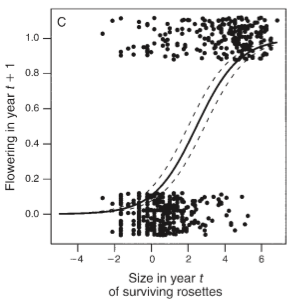 C
Flowering in year t + 1
1.0
0.8
0.6
0.4
0.2
0.0
−4 −2 0 2 4 6
Size in year t
of surviving rosettes